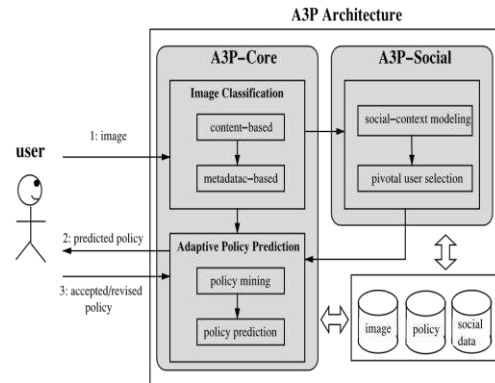 A3P Architecture
A3P-Core
A3P-Social
Image Classification
content-based
metadatac-based
social-context modeling
pivotal user selection
user
1: image
2: predicted policy
3: accepted/revised
policy
Adaptive Policy Prediction
policy mining
policy prediction
image
policy
social
data